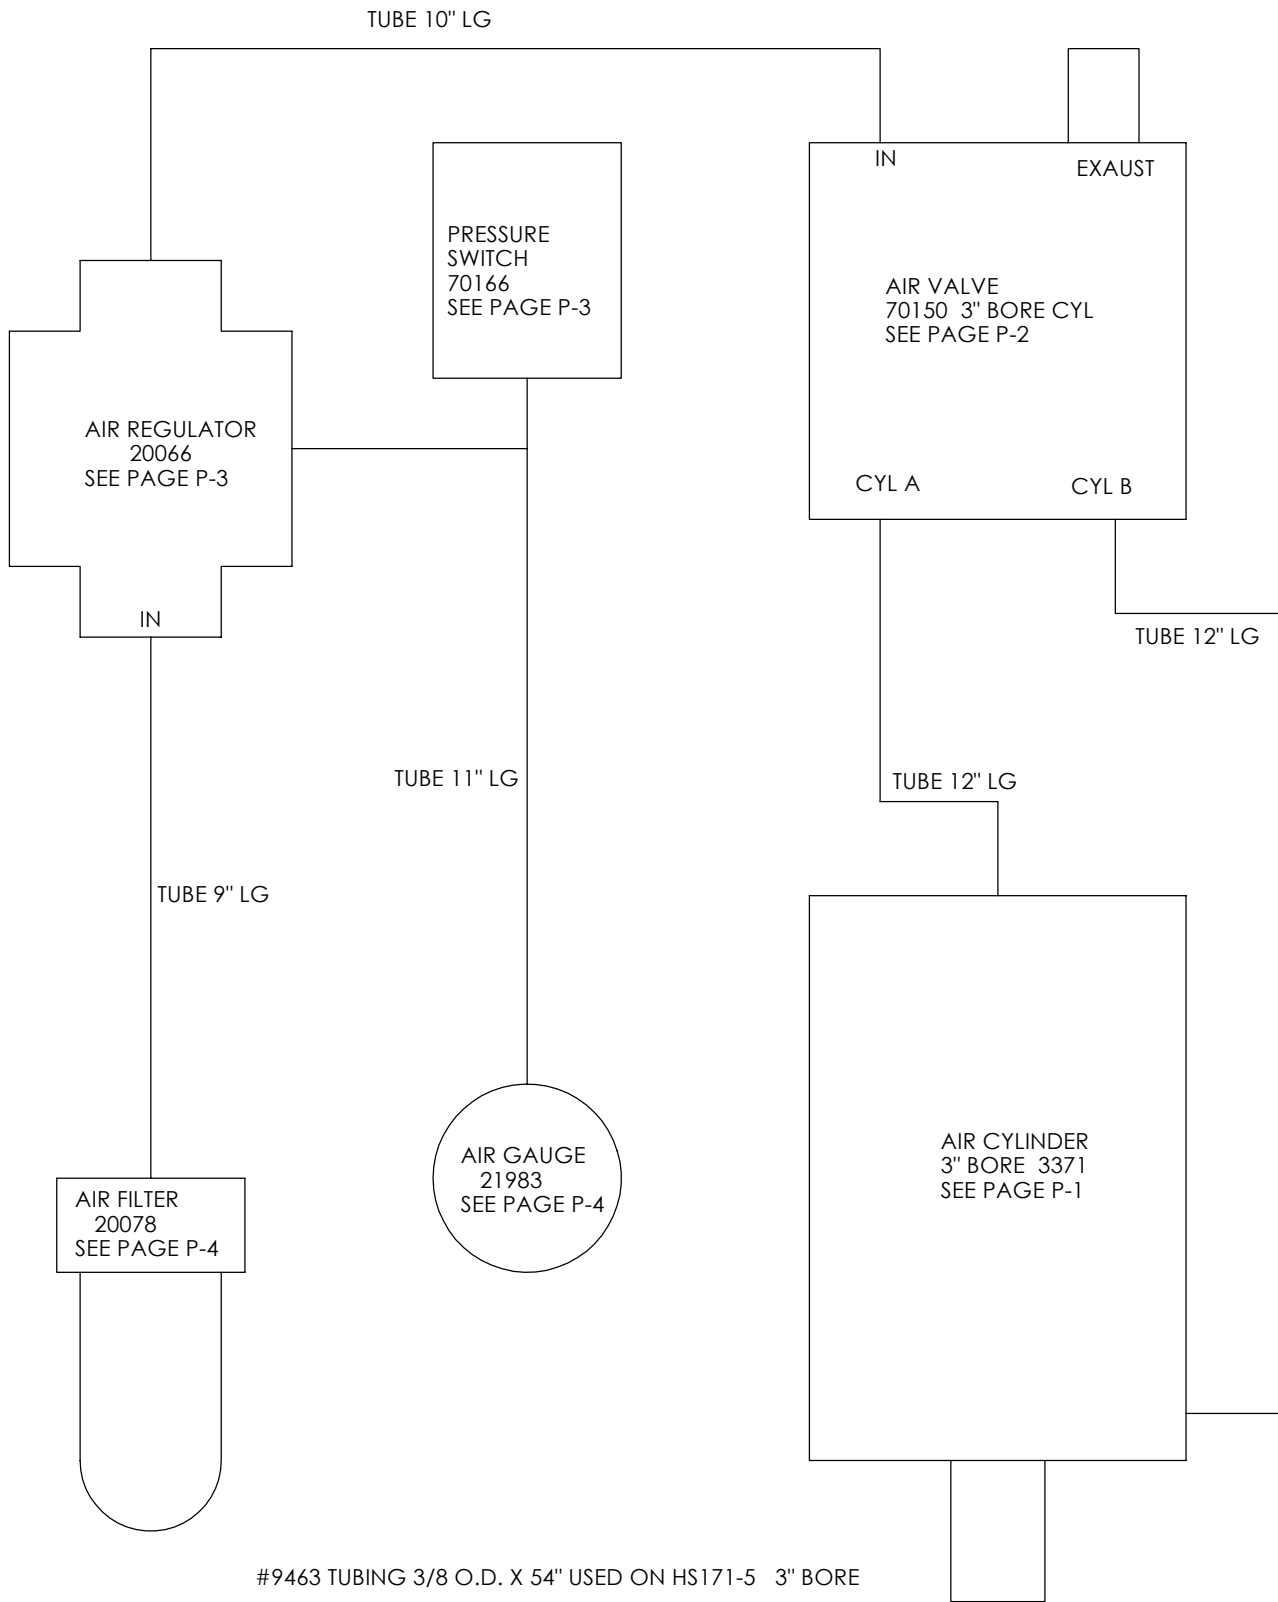 TUBE 10" LG
IN
EXAUST
PRESSURE
SWITCH
70166
SEE PAGE P-3
AIR VALVE
70150 3" BORE CYL
SEE PAGE P-2
AIR REGULATOR
20066
SEE PAGE P-3
CYL A
CYL B
IN
TUBE 12" LG
TUBE 11" LG
TUBE 12" LG
TUBE 9" LG
AIR CYLINDER
3" BORE 3371
SEE PAGE P-1
AIR GAUGE
21983
SEE PAGE P-4
AIR FILTER
20078
SEE PAGE P-4
#9463 TUBING 3/8 O.D. X 54" USED ON HS171-5 3" BORE